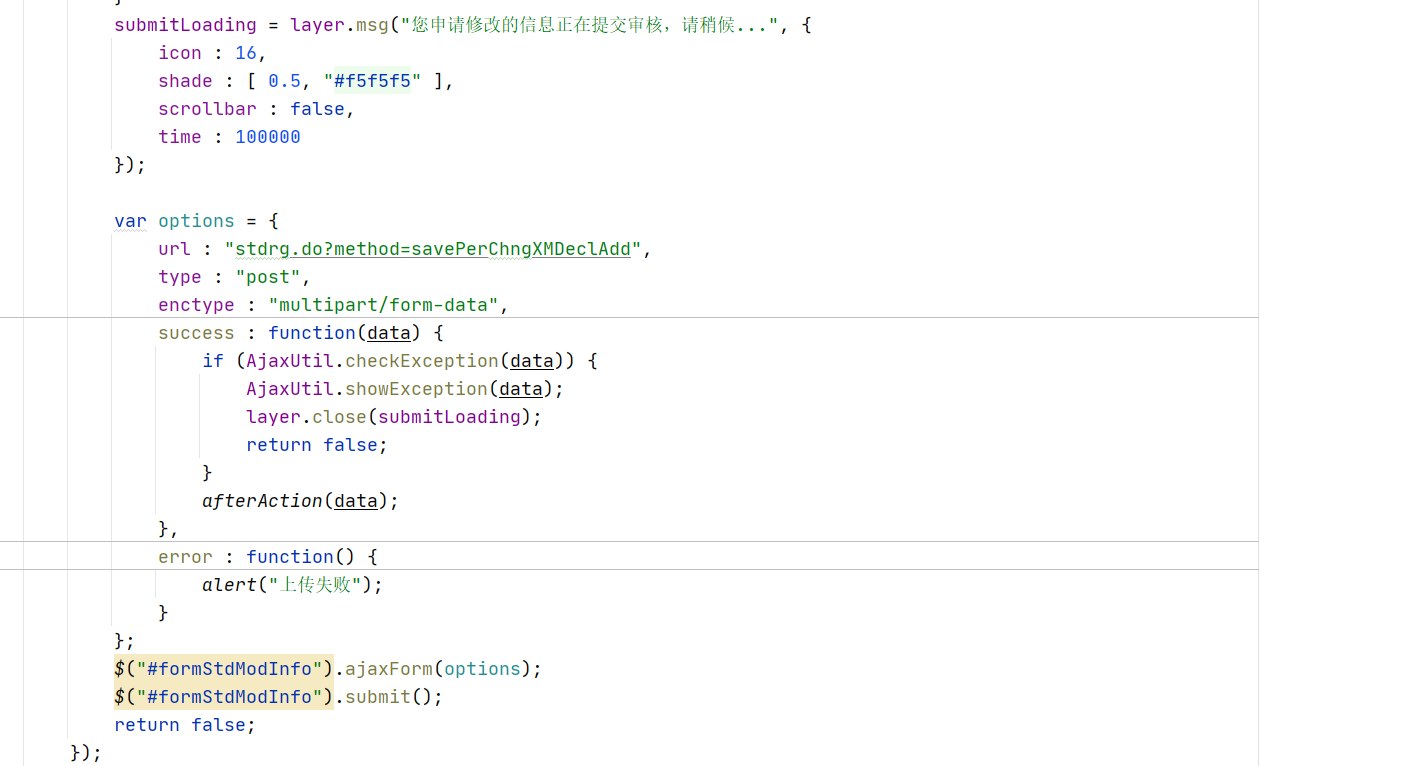 }
submitLoading = layer.msg("您申请修改的信息正在提交审核，请稍候...", {
icon : 16,
shade : [ 0.5, "#f5f5f5" ],
scrollbar : false,
time : 100000
});
var options = {
url : "stdrg.do?method=savePerChngXMDeclAdd",
type : "post",
enctype : "multipart/form-data",
success : function(data) {
if (AjaxUtil.checkException(data)) {
AjaxUtil.showException(data);
layer.close(submitLoading);
return false;
}
afterAction(data);
},
error : function() {
alert("上传失败");
}
};
$("#formStdModInfo").ajaxForm(options);
$("#formStdModInfo").submit();
return false;
});